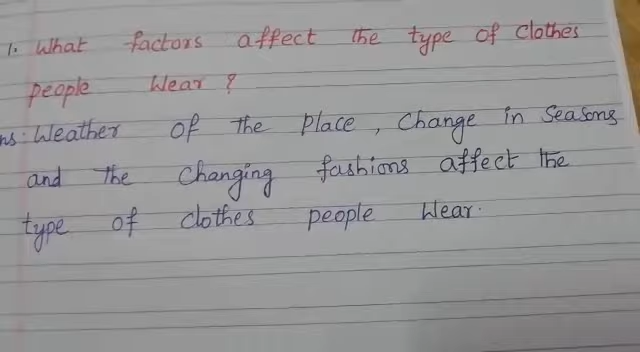 1. What factors affect the type of clothes
people Wear ?
ns: Weather of the place, Change in Seasons
and the Changing fashions affect the
type of clothes people Wear.